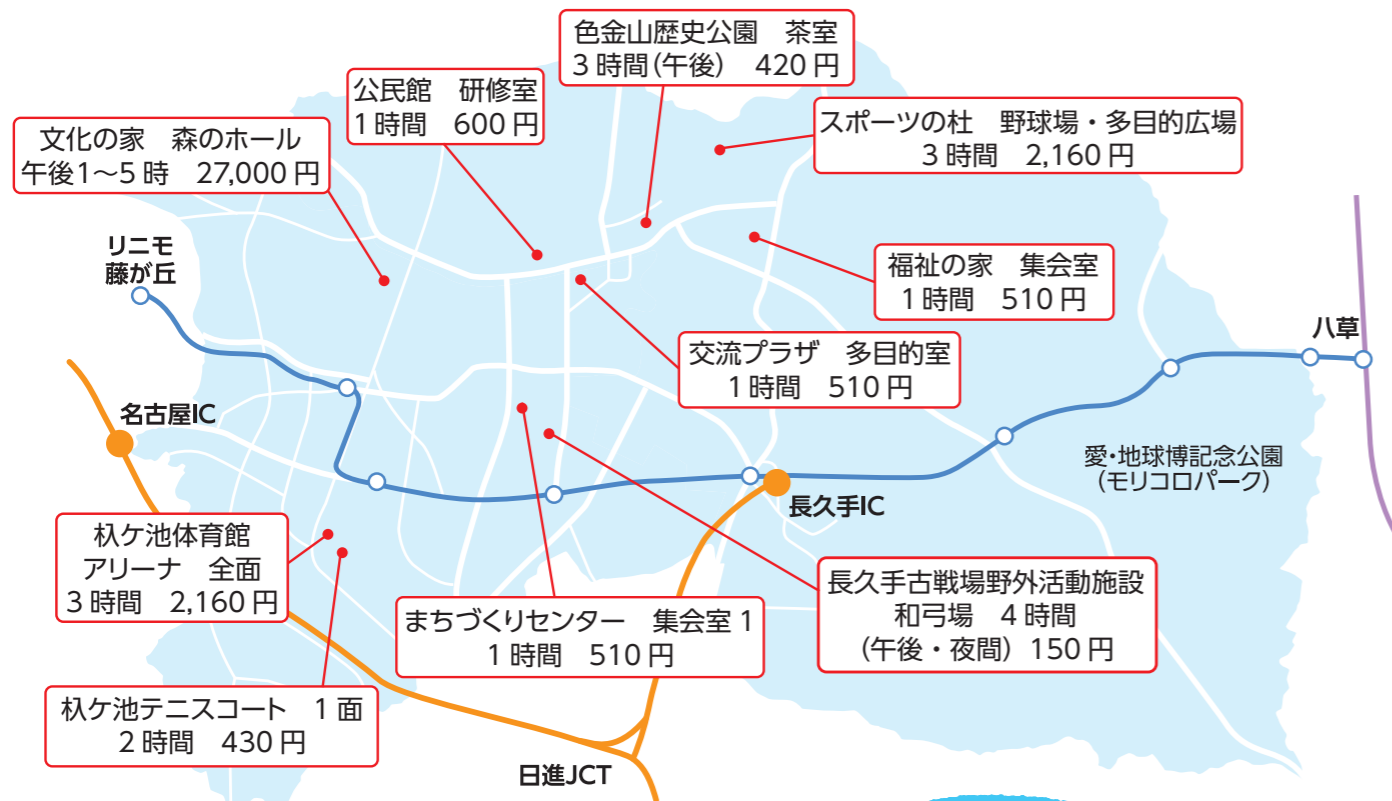 色金山歴史公園　茶室
3時間(午後)　420円
公民館　研修室
1時間　600円
スポーツの杜　野球場・多目的広場
3時間　2,160円
文化の家　森のホール
午後1〜5時　27,000円
リニモ
藤が丘
福祉の家　集会室
1時間　510円
八草
交流プラザ　多目的室
1時間　510円
名古屋IC
愛・地球博記念公園
(モリコロパーク)
長久手IC
杁ケ池体育館
アリーナ　全面
3時間　2,160円
長久手古戦場野外活動施設
和弓場　4時間
(午後・夜間)　150円
まちづくりセンター　集会室1
1時間　510円
杁ケ池テニスコート　1面
2時間　430円
日進JCT